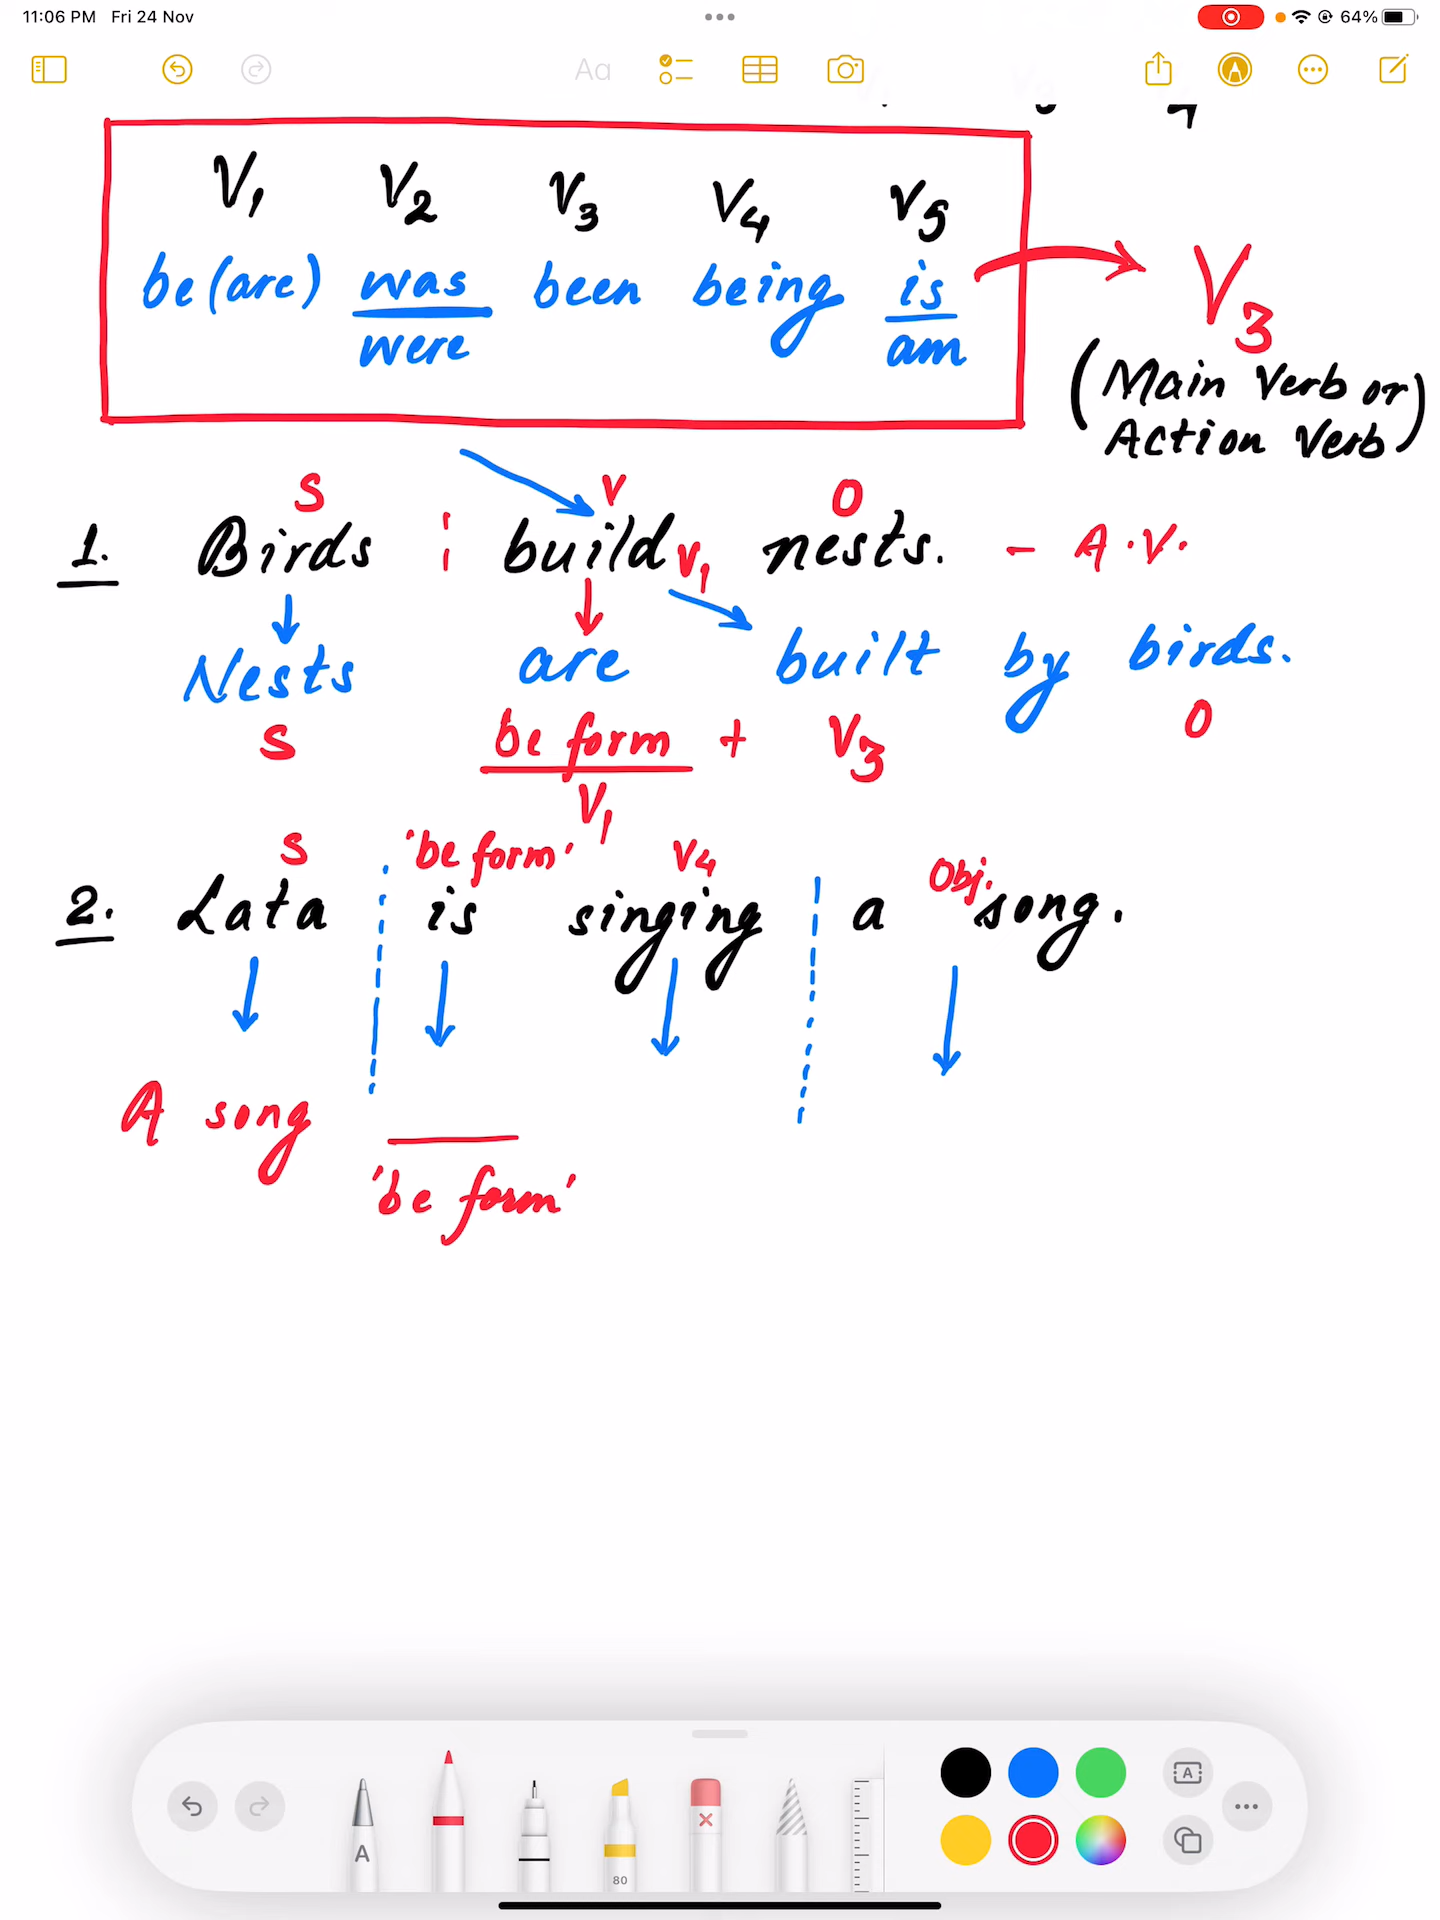 11:06 PM Fri 24 Nov 64%
Aa
V1 V2 V3 V4 V5
be (are) was been being is
were am
V3
(Main Verb or
Action Verb)
S V O
1. Birds build V1 nests. - A.V.
Nests are built by birds.
S be form + V3 O
V1
S 'be form' V4 Obj.
2. Lata is singing a song.
A song
'be form'
A 80 A